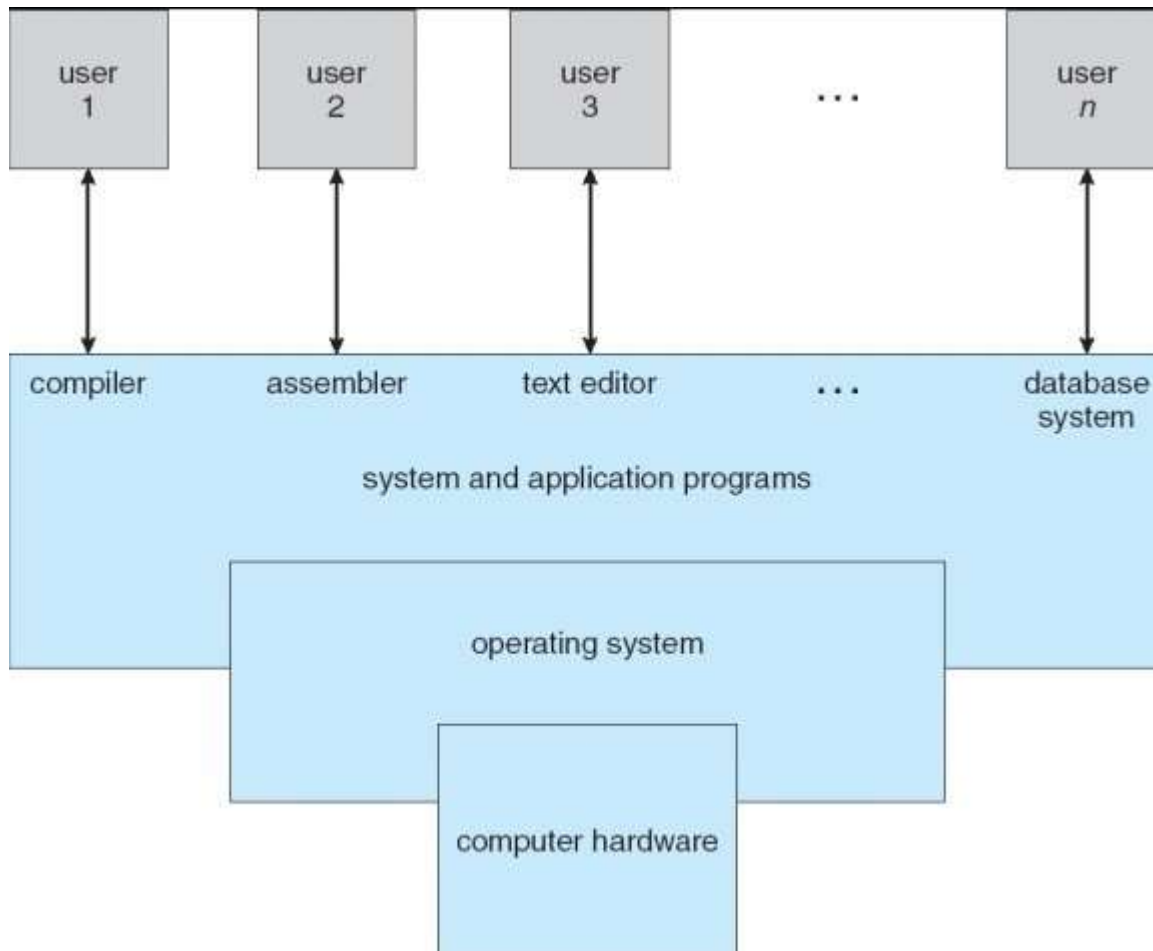 user
1
user
2
user
3
...
user
n
compiler
assembler
text editor
...
database
system
system and application programs
operating system
computer hardware